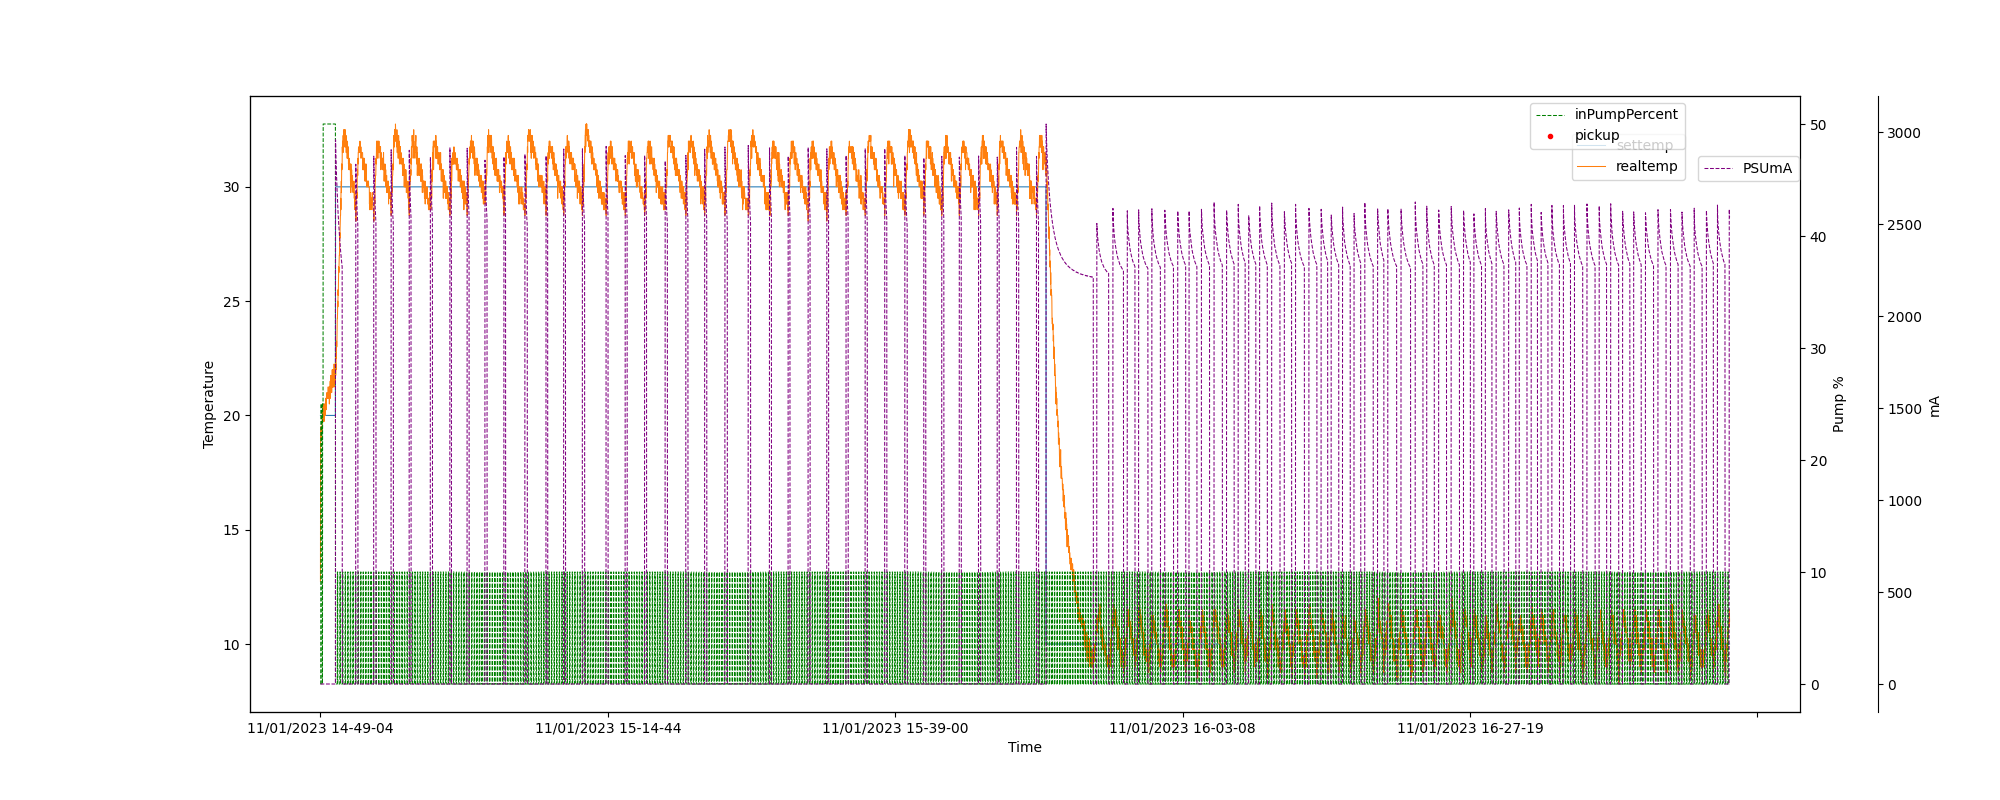 inPumpPercent
pickup
settemp
realtemp
PSUmA
Temperature
30
25
20
15
10
50
40
30
20
10
0
Pump %
3000
2500
2000
1500
1000
500
0
mA
11/01/2023 14-49-04
11/01/2023 15-14-44
11/01/2023 15-39-00
11/01/2023 16-03-08
11/01/2023 16-27-19
Time